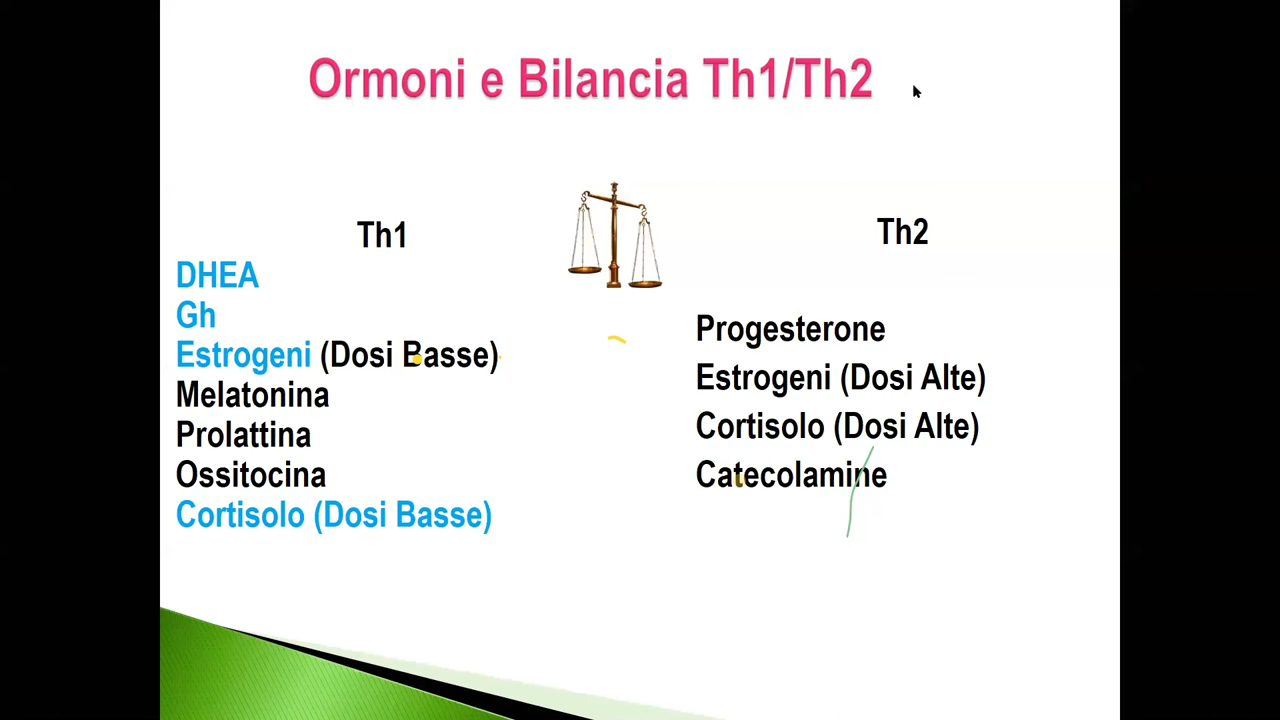 Ormoni e Bilancia Th1/Th2
Th1
DHEA
Gh
Estrogeni (Dosi Basse)
Melatonina
Prolattina
Ossitocina
Cortisolo (Dosi Basse)
Th2
Progesterone
Estrogeni (Dosi Alte)
Cortisolo (Dosi Alte)
Catecolamine